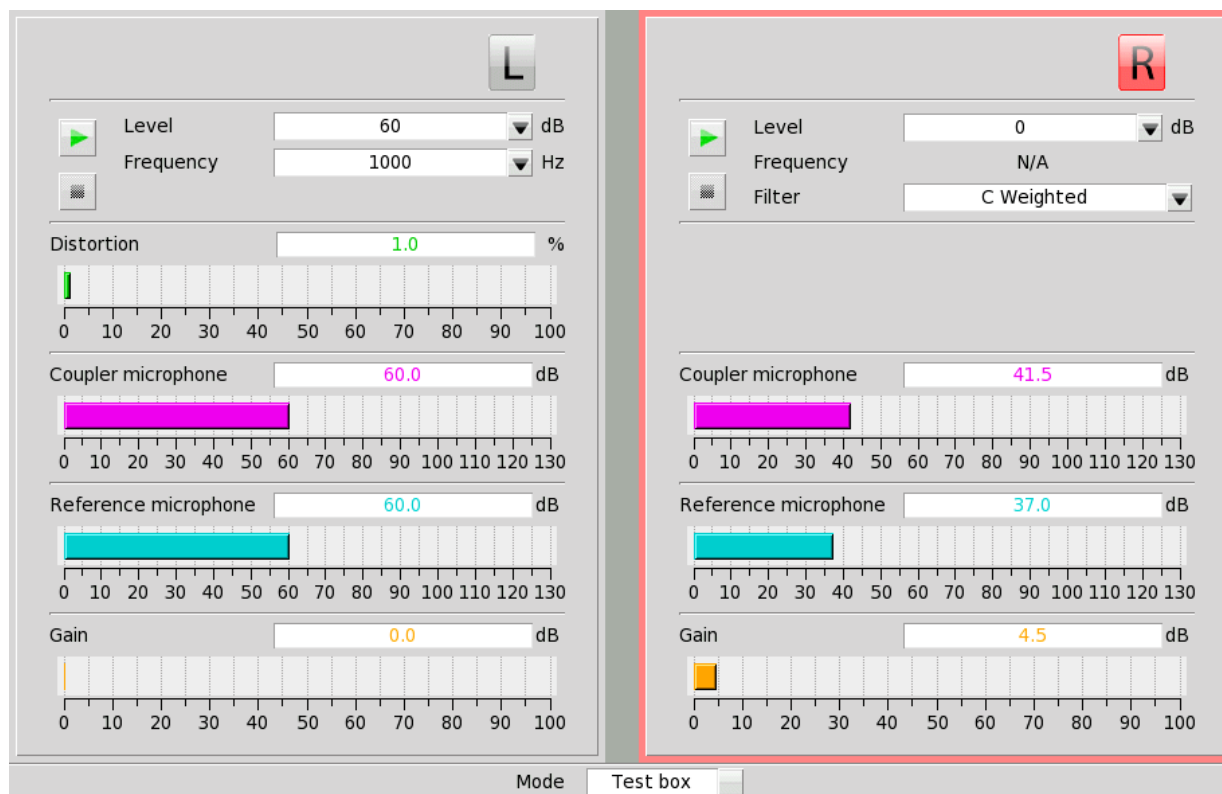 L
Level 60 dB
Frequency 1000 Hz
Distortion 1.0 %
0 10 20 30 40 50 60 70 80 90 100
Coupler microphone 60.0 dB
0 10 20 30 40 50 60 70 80 90 100 110 120 130
Reference microphone 60.0 dB
0 10 20 30 40 50 60 70 80 90 100 110 120 130
Gain 0.0 dB
0 10 20 30 40 50 60 70 80 90 100
R
Level 0 dB
Frequency N/A
Filter C Weighted
Coupler microphone 41.5 dB
0 10 20 30 40 50 60 70 80 90 100 110 120 130
Reference microphone 37.0 dB
0 10 20 30 40 50 60 70 80 90 100 110 120 130
Gain 4.5 dB
0 10 20 30 40 50 60 70 80 90 100
Mode Test box